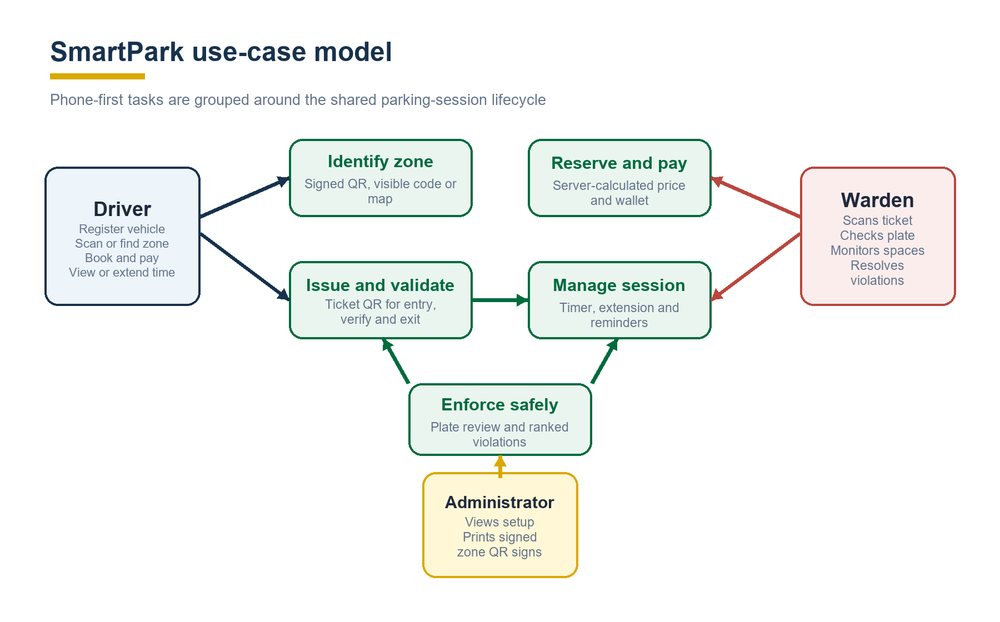 SmartPark use-case model
Phone-first tasks are grouped around the shared parking-session lifecycle
Driver
Register vehicle
Scan or find zone
Book and pay
View or extend time
Identify zone
Signed QR, visible code or
map
Reserve and pay
Server-calculated price
and wallet
Warden
Scans ticket
Checks plate
Monitors spaces
Resolves
violations
Issue and validate
Ticket QR for entry,
verify and exit
Manage session
Timer, extension and
reminders
Enforce safely
Plate review and ranked
violations
Administrator
Views setup
Prints signed
zone QR signs